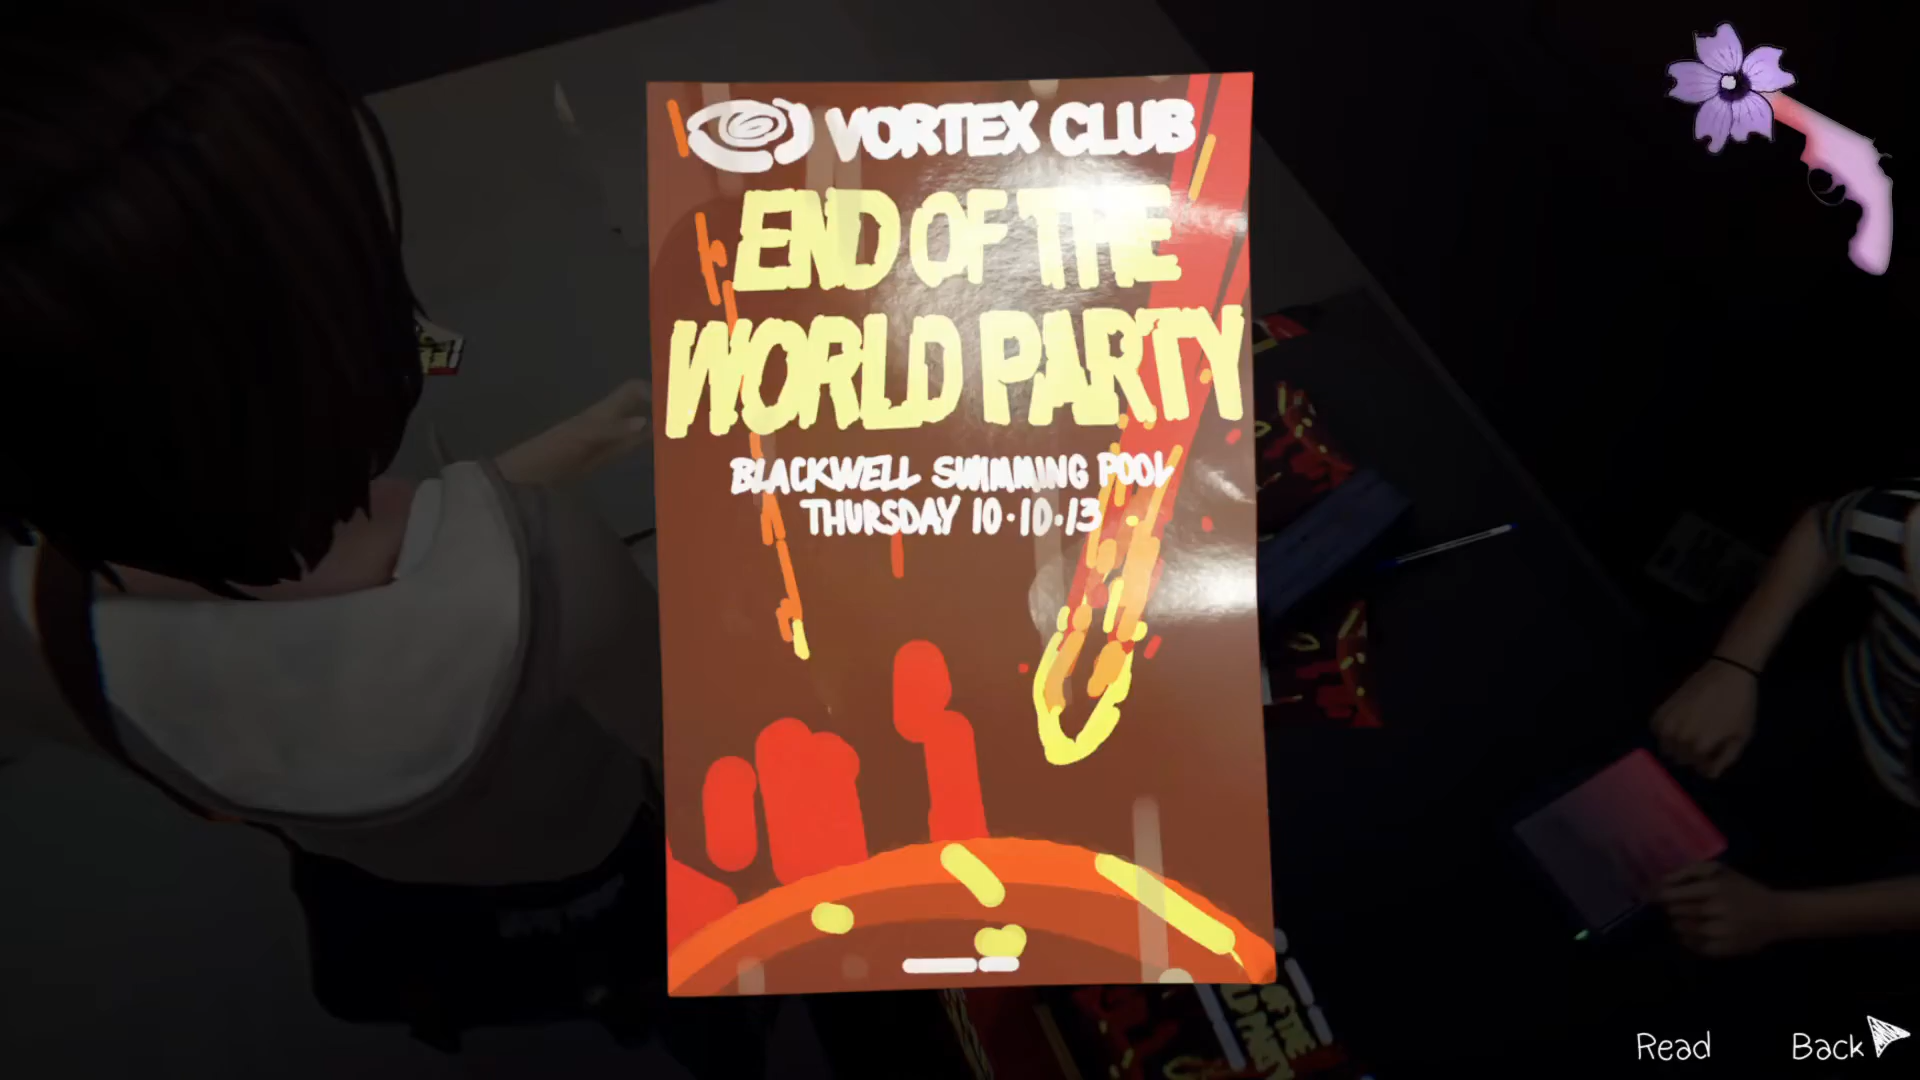 VORTEX CLUB
END OF THE
WORLD PARTY
BLACKWELL SWIMMING POOL
THURSDAY 10·10·13
Read
Back